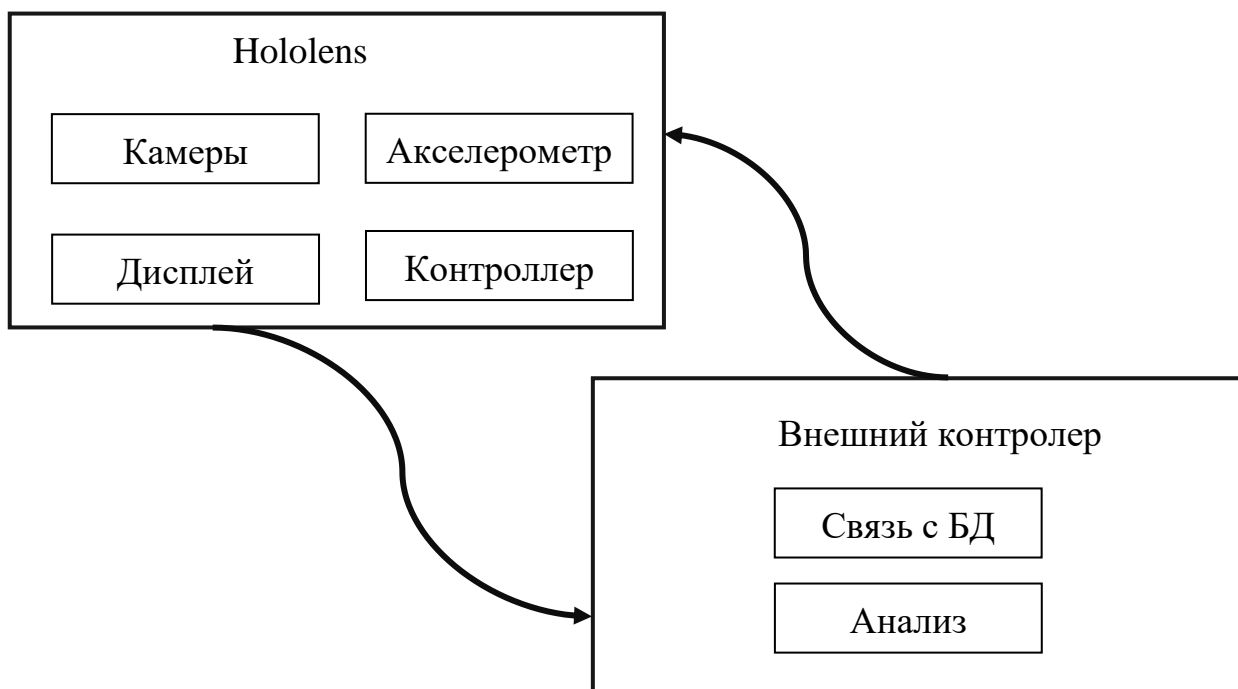 Hololens
Камеры
Акселерометр
Дисплей
Контроллер
Внешний контролер
Связь с БД
Анализ